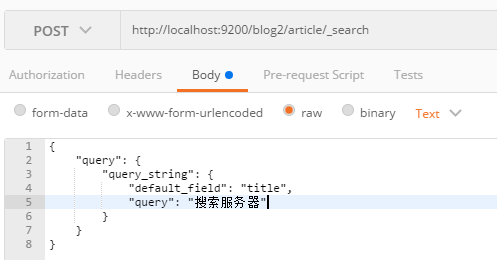 POST http://localhost:9200/blog2/article/_search
Authorization Headers Body Pre-request Script Tests
form-data x-www-form-urlencoded raw binary Text
1 {
2 "query": {
3 "query_string": {
4 "default_field": "title",
5 "query": "搜索服务器"
6 }
7 }
8 }